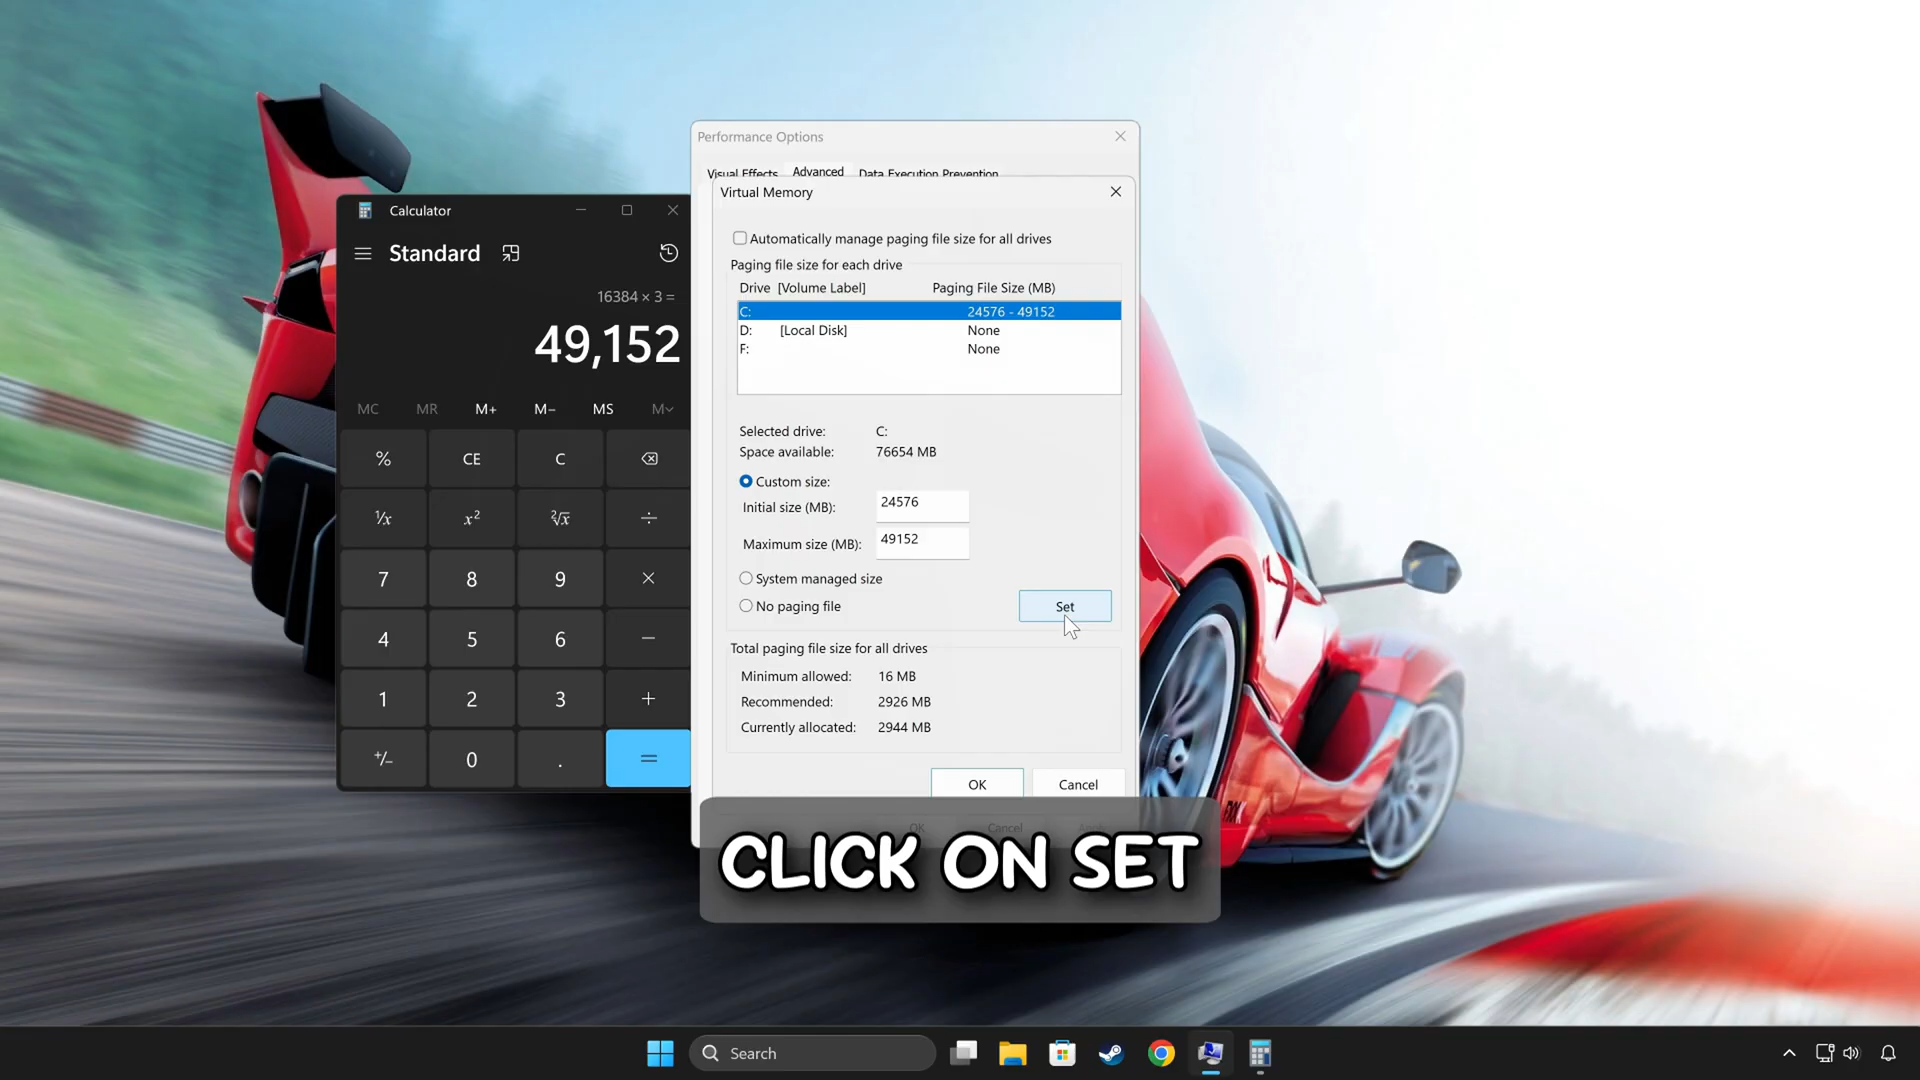 Performance Options
Visual Effects Advanced Data Execution Prevention
Virtual Memory
Automatically manage paging file size for all drives
Paging file size for each drive
Drive [Volume Label] Paging File Size (MB)
C: 24576 - 49152
D: [Local Disk] None
F: None
Selected drive: C:
Space available: 76654 MB
Custom size:
Initial size (MB): 24576
Maximum size (MB): 49152
System managed size
No paging file
Set
Total paging file size for all drives
Minimum allowed: 16 MB
Recommended: 2926 MB
Currently allocated: 2944 MB
OK Cancel
OK Cancel
Calculator
Standard
16384 × 3 =
49,152
MC MR M+ M− MS M
% CE C
1/x x² ²√x ÷
7 8 9 ×
4 5 6 −
1 2 3 +
+/− 0 . =
CLICK ON SET
Search